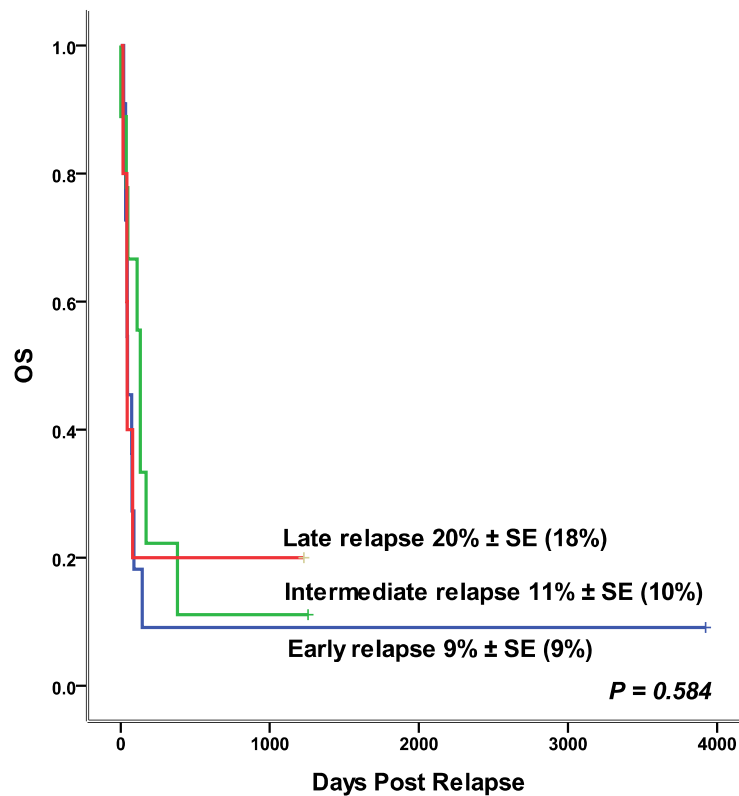 1.0
0.8
0.6
OS
0.4
Late relapse 20% ± SE (18%)
0.2
Intermediate relapse 11% ± SE (10%)
Early relapse 9% ± SE (9%)
0.0
P = 0.584
0 1000 2000 3000 4000
Days Post Relapse